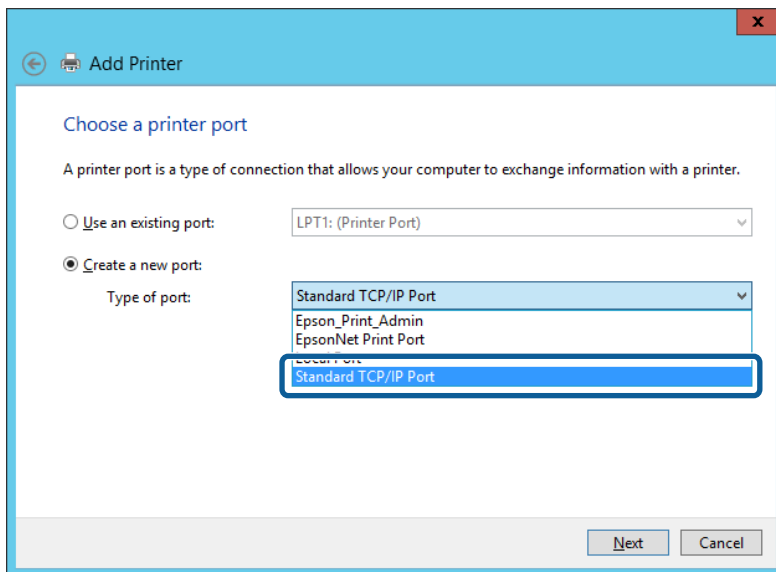 x
Add Printer
Choose a printer port
A printer port is a type of connection that allows your computer to exchange information with a printer.
Use an existing port: LPT1: (Printer Port)
Create a new port:
Type of port: Standard TCP/IP Port
Epson_Print_Admin
EpsonNet Print Port
Local Port
Standard TCP/IP Port
Next Cancel